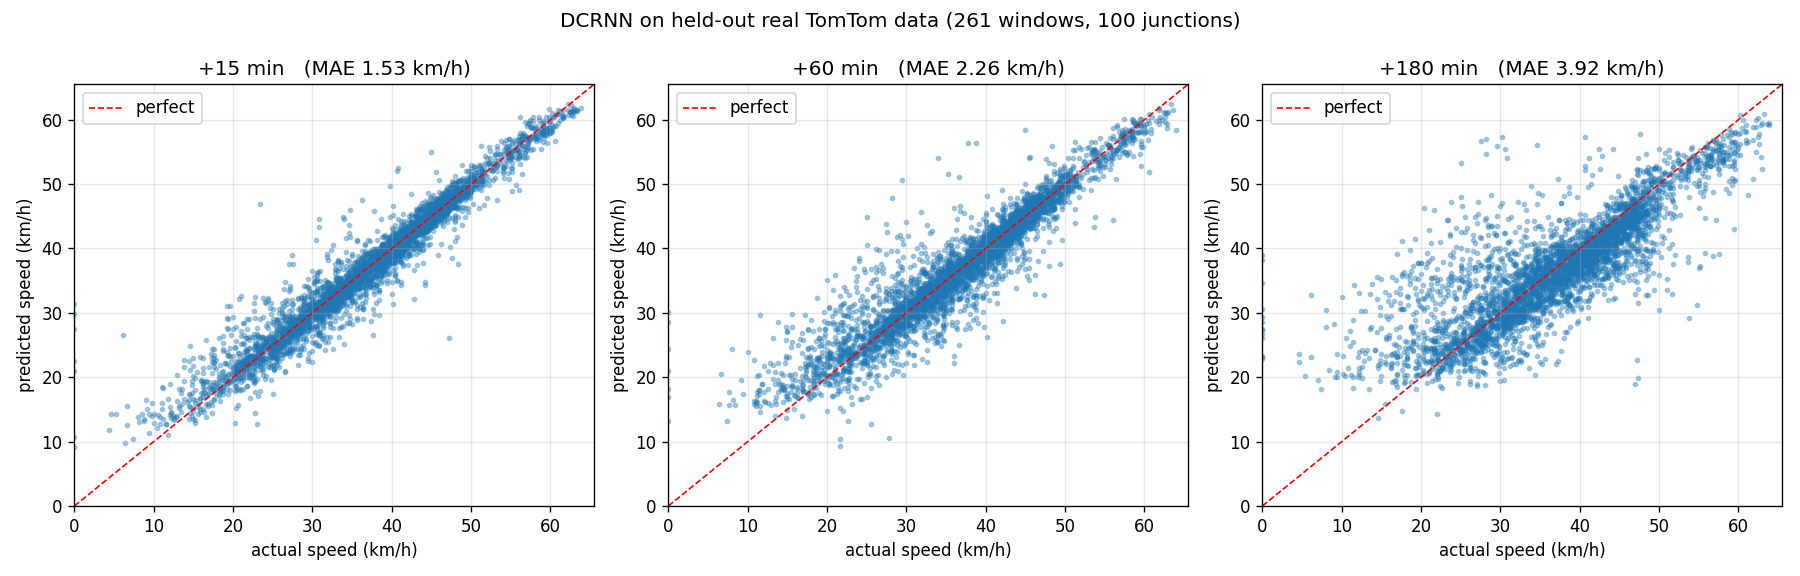 DCRNN on held-out real TomTom data (261 windows, 100 junctions)
+15 min (MAE 1.53 km/h)
perfect
60
50
40
30
20
10
0
0 10 20 30 40 50 60
predicted speed (km/h)
actual speed (km/h)
+60 min (MAE 2.26 km/h)
perfect
60
50
40
30
20
10
0
0 10 20 30 40 50 60
predicted speed (km/h)
actual speed (km/h)
+180 min (MAE 3.92 km/h)
perfect
60
50
40
30
20
10
0
0 10 20 30 40 50 60
predicted speed (km/h)
actual speed (km/h)